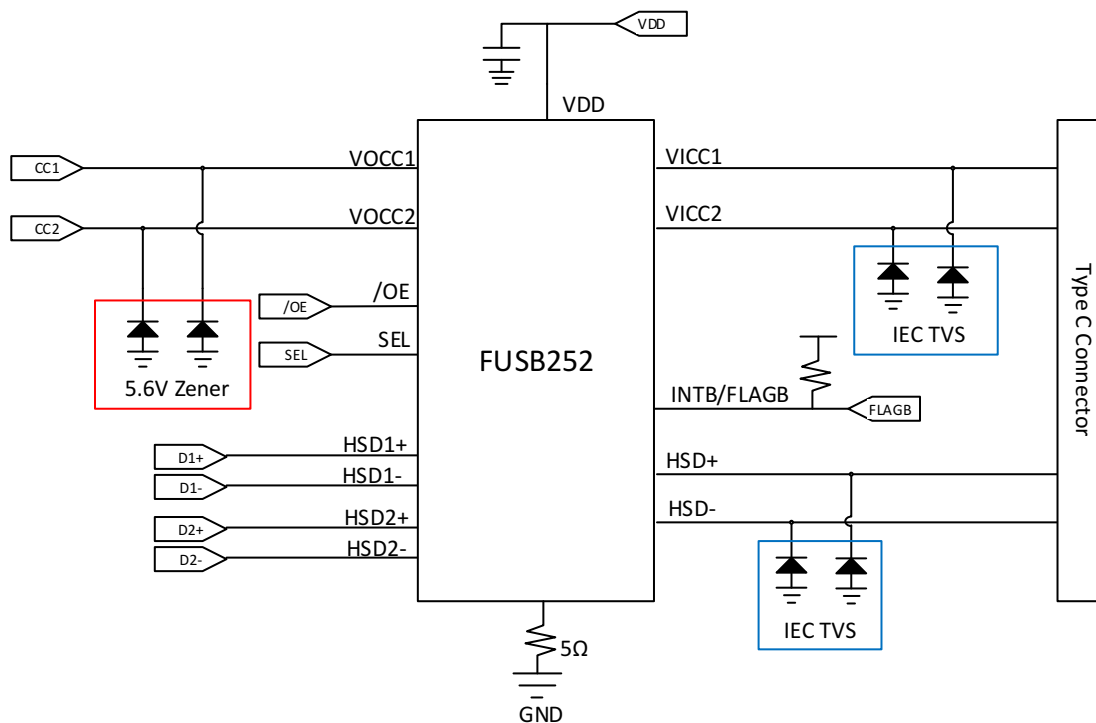 VDD
VDD
CC1
VOCC1
VICC1
CC2
VOCC2
VICC2
/OE
/OE
SEL
SEL
5.6V Zener
FUSB252
IEC TVS
Type C Connector
INTB/FLAGB
FLAGB
D1+
HSD1+
D1-
HSD1-
HSD+
D2+
HSD2+
HSD-
D2-
HSD2-
IEC TVS
5Ω
GND